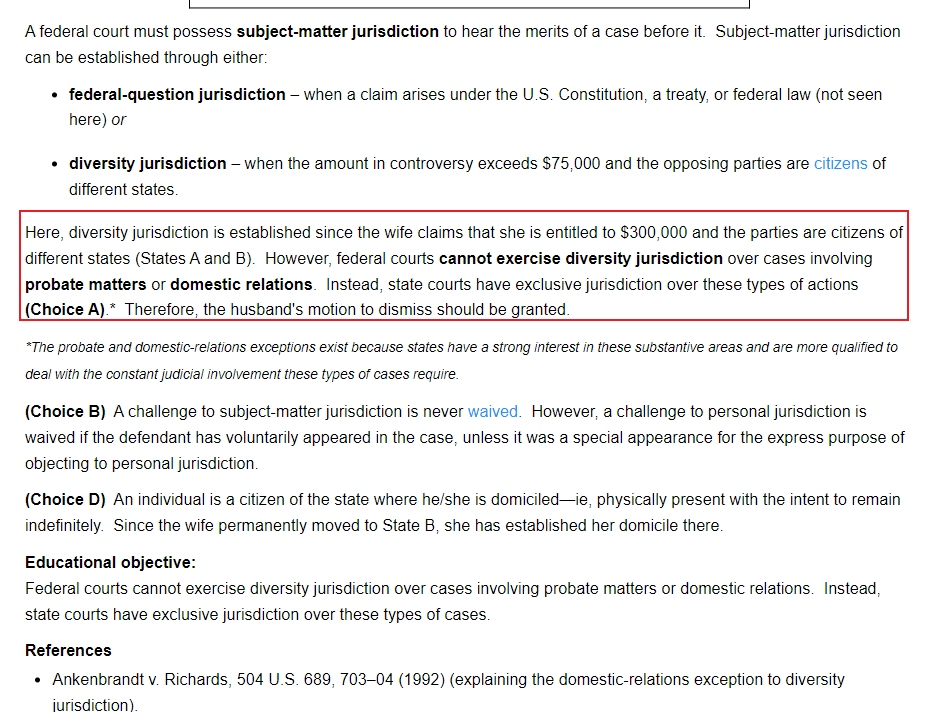 A federal court must possess subject-matter jurisdiction to hear the merits of a case before it. Subject-matter jurisdiction
can be established through either:
• federal-question jurisdiction – when a claim arises under the U.S. Constitution, a treaty, or federal law (not seen
here) or
• diversity jurisdiction – when the amount in controversy exceeds $75,000 and the opposing parties are citizens of
different states.
Here, diversity jurisdiction is established since the wife claims that she is entitled to $300,000 and the parties are citizens of
different states (States A and B). However, federal courts cannot exercise diversity jurisdiction over cases involving
probate matters or domestic relations. Instead, state courts have exclusive jurisdiction over these types of actions
(Choice A).* Therefore, the husband's motion to dismiss should be granted.
*The probate and domestic-relations exceptions exist because states have a strong interest in these substantive areas and are more qualified to
deal with the constant judicial involvement these types of cases require.
(Choice B) A challenge to subject-matter jurisdiction is never waived. However, a challenge to personal jurisdiction is
waived if the defendant has voluntarily appeared in the case, unless it was a special appearance for the express purpose of
objecting to personal jurisdiction.
(Choice D) An individual is a citizen of the state where he/she is domiciled—ie, physically present with the intent to remain
indefinitely. Since the wife permanently moved to State B, she has established her domicile there.
Educational objective:
Federal courts cannot exercise diversity jurisdiction over cases involving probate matters or domestic relations. Instead,
state courts have exclusive jurisdiction over these types of cases.
References
• Ankenbrandt v. Richards, 504 U.S. 689, 703–04 (1992) (explaining the domestic-relations exception to diversity
jurisdiction).